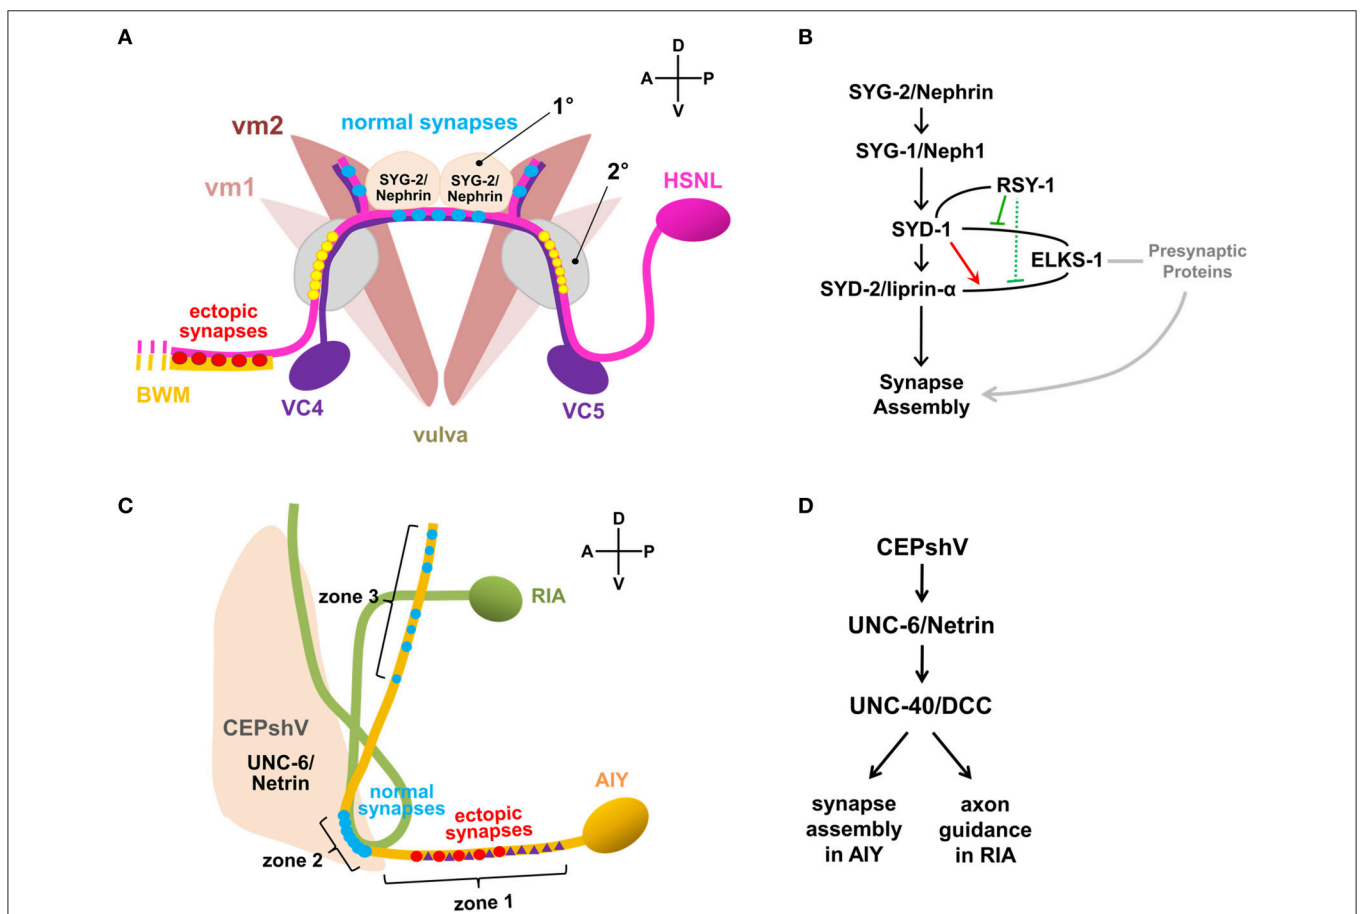 A
D
A
P
V
1°
vm2
normal synapses
2°
SYG-2/
Nephrin
SYG-2/
Nephrin
vm1
HSNL
ectopic
synapses
BWM
VC4
VC5
vulva
B
SYG-2/Nephrin
SYG-1/Neph1
RSY-1
SYD-1
ELKS-1
Presynaptic
Proteins
SYD-2/liprin-α
Synapse
Assembly
C
D
A
P
V
zone 3
RIA
CEPshV
UNC-6/
Netrin
normal
synapses
AIY
ectopic
synapses
zone 2
zone 1
D
CEPshV
UNC-6/Netrin
UNC-40/DCC
synapse
assembly
in AIY
axon
guidance
in RIA